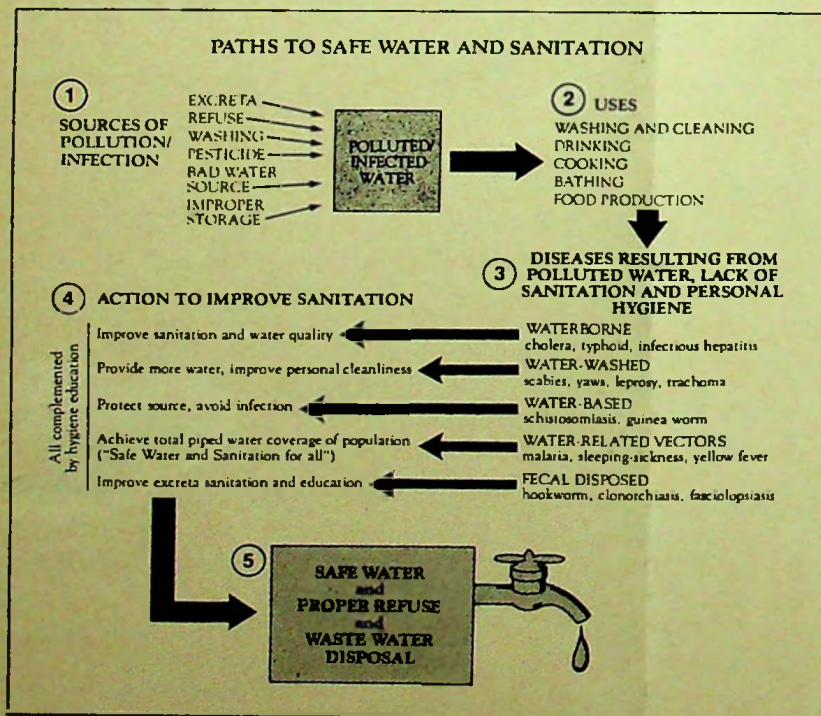 PATHS TO SAFE WATER AND SANITATION
1
SOURCES OF
POLLUTION/
INFECTION
EXCRETA
REFUSE
WASHING
PESTICIDE
BAD WATER
SOURCE
IMPROPER
STORAGE
POLLUTED/
INFECTED
WATER
2 USES
WASHING AND CLEANING
DRINKING
COOKING
BATHING
FOOD PRODUCTION
3
DISEASES RESULTING FROM
POLLUTED WATER, LACK OF
SANITATION AND PERSONAL
HYGIENE
WATERBORNE
cholera, typhoid, infectious hepatitis
WATER-WASHED
scabies, yaws, leprosy, trachoma
WATER-BASED
schistosomiasis, guinea worm
WATER-RELATED VECTORS
malaria, sleeping-sickness, yellow fever
FECAL DISPOSED
hookworm, clonorchiasis, fasciolopsiasis
4 ACTION TO IMPROVE SANITATION
All complemented
by hygiene education
Improve sanitation and water quality
Provide more water, improve personal cleanliness
Protect source, avoid infection
Achieve total piped water coverage of population
("Safe Water and Sanitation for all")
Improve excreta sanitation and education
5
SAFE WATER
and
PROPER REFUSE
and
WASTE WATER
DISPOSAL